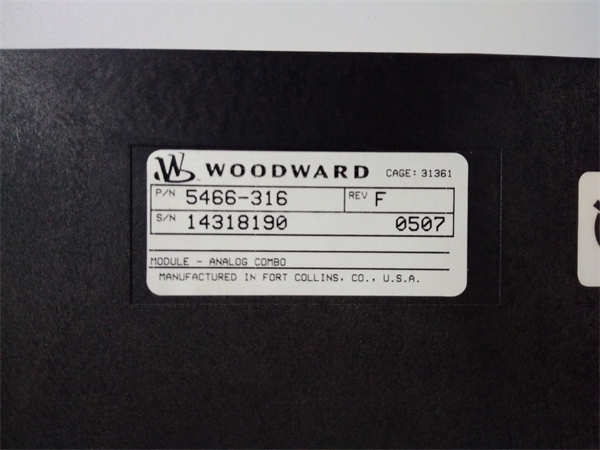 W WOODWARD CAGE: 31361
P/N 5466-316 REV F
S/N 14318190 0507
MODULE - ANALOG COMBO
MANUFACTURED IN FORT COLLINS, CO., U.S.A.